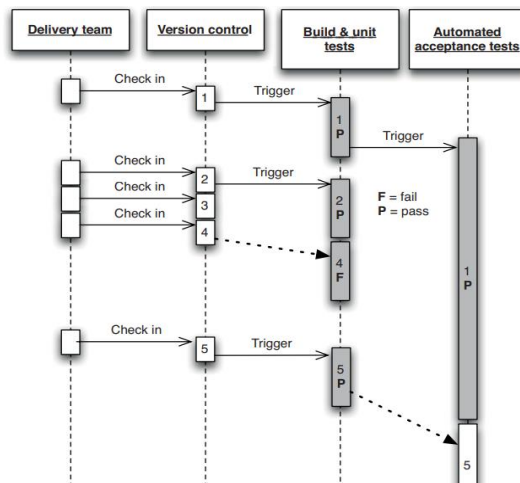 Delivery team
Version control
Build & unit
tests
Automated
acceptance tests
Check in
1
Trigger
1
P
Trigger
Check in
2
Trigger
2
P
Check in
3
Check in
4
F = fail
P = pass
4
F
1
P
Check in
5
Trigger
5
P
5